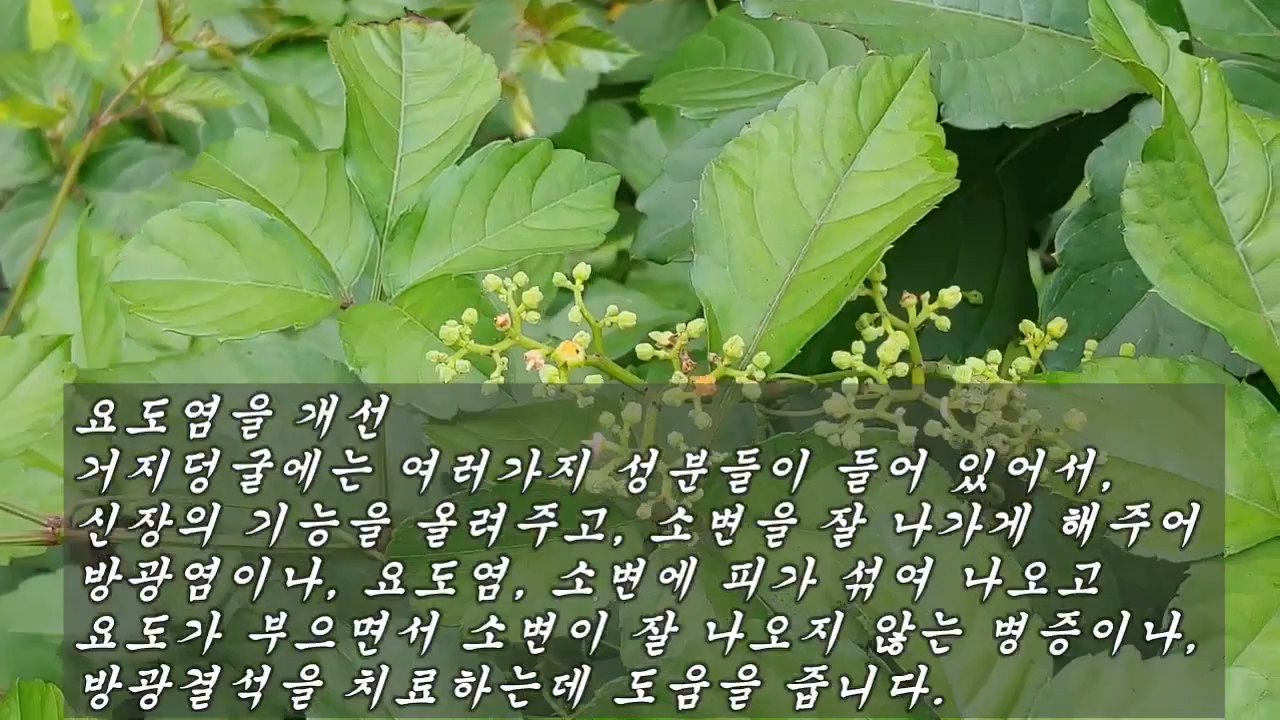 요도염을 개선
거지덩굴에는 여러가지 성분들이 들어 있어서,
신장의 기능을 올려주고, 소변을 잘 나가게 해주어
방광염이나, 요도염, 소변에 피가 섞여 나오고
요도가 부으면서 소변이 잘 나오지 않는 병증이나,
방광결석을 치료하는데 도움을 줍니다.